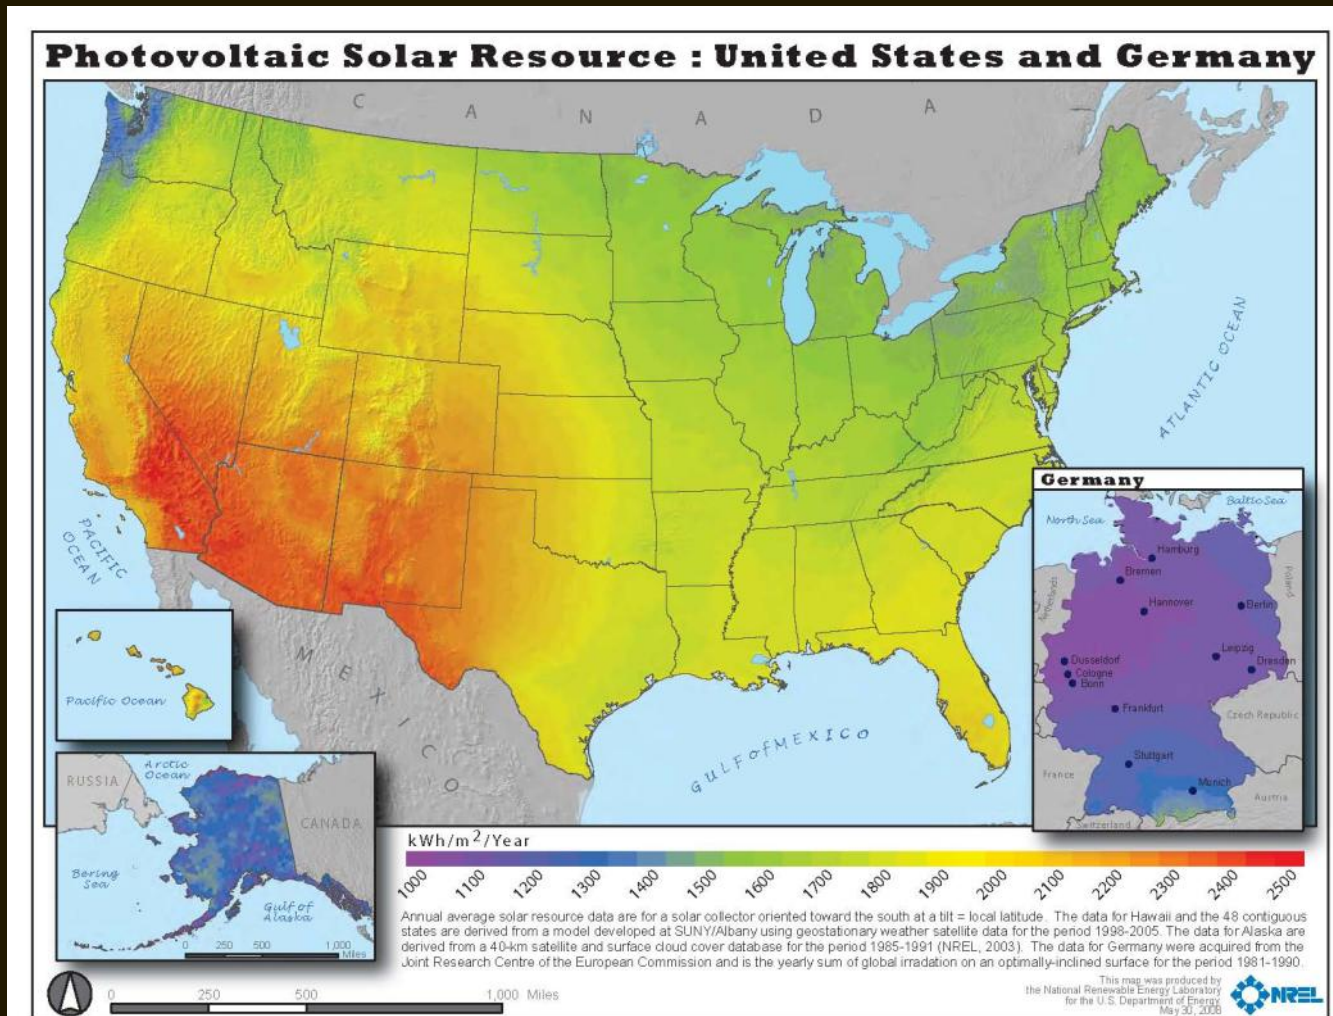 Photovoltaic Solar Resource : United States and Germany
CANADA
ATLANTIC OCEAN
PACIFIC
OCEAN
MEXICO
GULF of MEXICO
Pacific Ocean
Arctic
Ocean
RUSSIA
CANADA
Bering
Sea
Gulf of
Alaska
0 250 500 1,000
Miles
Germany
North Sea
Baltic Sea
Hamburg
Bremen
Netherlands
Poland
Hannover
Berlin
Dusseldorf
Leipzig
Cologne
Dresden
Bonn
Frankfurt
Czech Republic
Stuttgart
France
Munich
Austria
Switzerland
kWh/m²/Year
1000 1100 1200 1300 1400 1500 1600 1700 1800 1900 2000 2100 2200 2300 2400 2500
Annual average solar resource data are for a solar collector oriented toward the south at a tilt = local latitude. The data for Hawaii and the 48 contiguous
states are derived from a model developed at SUNY/Albany using geostationary weather satellite data for the period 1998-2005. The data for Alaska are
derived from a 40-km satellite and surface cloud cover database for the period 1985-1991 (NREL, 2003). The data for Germany were acquired from the
Joint Research Centre of the European Commission and is the yearly sum of global irradation on an optimally-inclined surface for the period 1981-1990.
0 250 500 1,000 Miles
This map was produced by
the National Renewable Energy Laboratory
for the U.S. Department of Energy
May 30, 2008
NREL